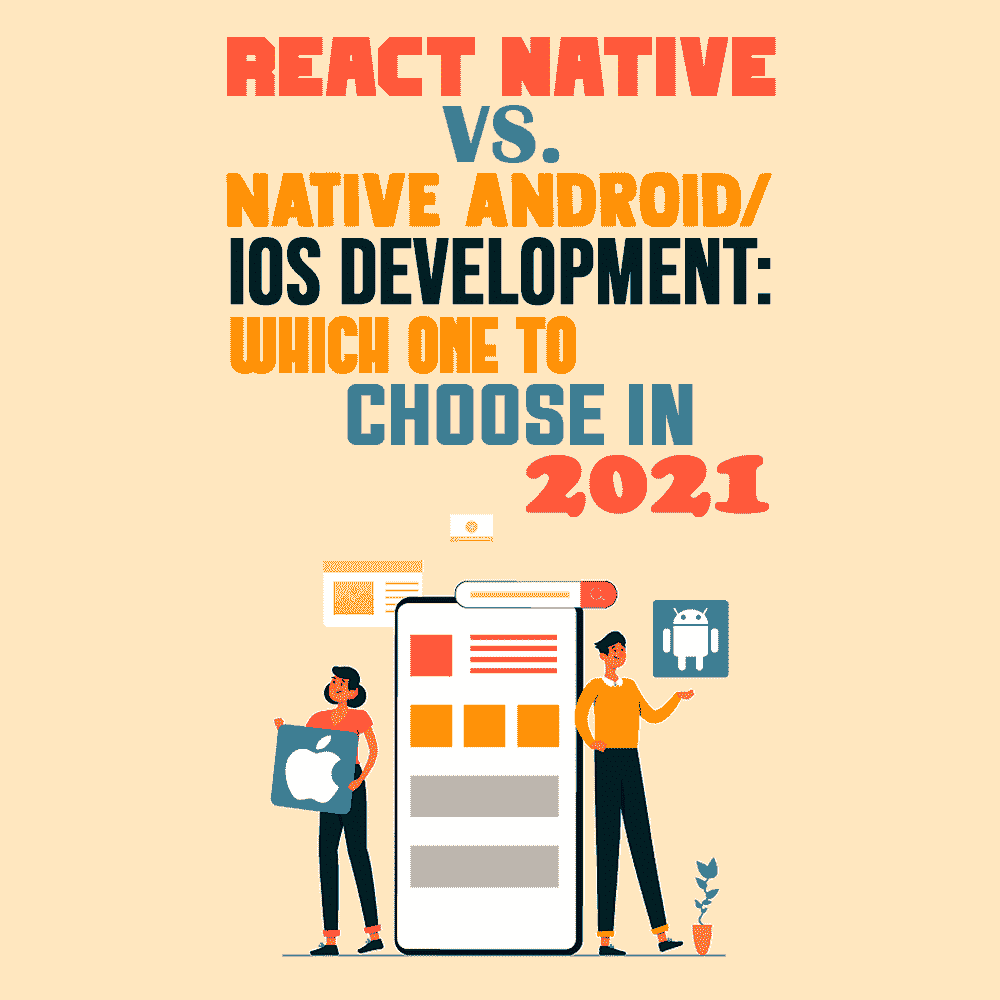 REACT NATIVE
VS.
NATIVE ANDROID/
IOS DEVELOPMENT:
WHICH ONE TO
CHOOSE IN
2021